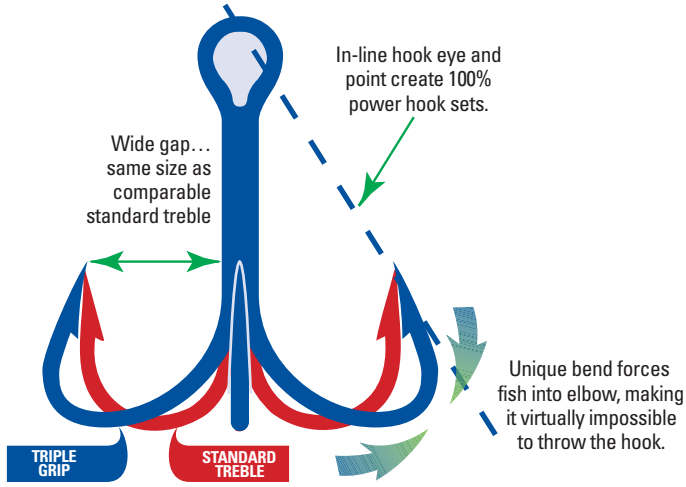 In-line hook eye and
point create 100%
power hook sets.
Wide gap…
same size as
comparable
standard treble
Unique bend forces
fish into elbow, making
it virtually impossible
to throw the hook.
TRIPLE
GRIP
STANDARD
TREBLE